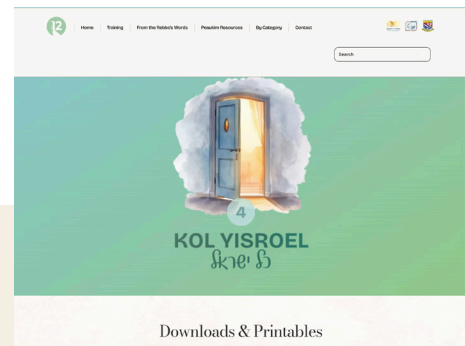 12
Home
Training
From the Rebbe's Words
Pesukim Resources
By Category
Contact
Search
4
KOL YISROEL
כל ישראל
Downloads & Printables